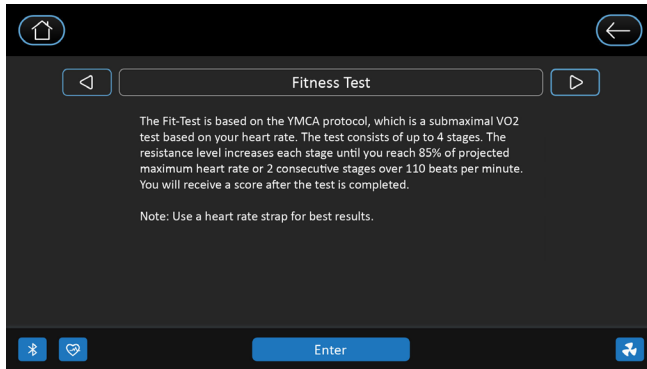 Fitness Test
The Fit-Test is based on the YMCA protocol, which is a submaximal VO2
test based on your heart rate. The test consists of up to 4 stages. The
resistance level increases each stage until you reach 85% of projected
maximum heart rate or 2 consecutive stages over 110 beats per minute.
You will receive a score after the test is completed.
Note: Use a heart rate strap for best results.
Enter